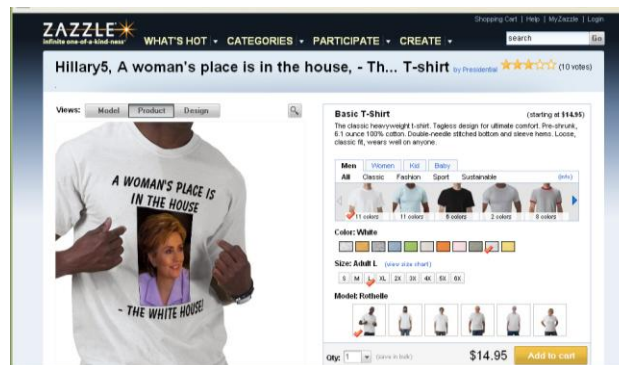 Shopping Cart | Help | MyZazzle | Login
ZAZZLE
infinite one-of-a-kind-ness
WHAT'S HOT CATEGORIES PARTICIPATE CREATE
search Go
Hillary5, A woman's place is in the house, - Th... T-shirt by Presidential (10 votes)
Views: Model Product Design
A WOMAN'S PLACE IS
IN THE HOUSE
- THE WHITE HOUSE!
Basic T-Shirt (starting at $14.95)
The classic heavyweight t-shirt. Tagless design for ultimate comfort. Pre-shrunk,
6.1 ounce 100% cotton. Double-needle stitched bottom and sleeve hems. Loose,
classic fit, wears well on anyone.
Men Women Kid Baby
All Classic Fashion Sport Sustainable (info)
11 colors 11 colors colors 2 colors 8 colors
Color: White
Size: Adult L (view size chart)
S M L XL 2X 3X 4X 5X 6X
Model: Rothelle
Qty: 1 (save in bulk) $14.95 Add to cart